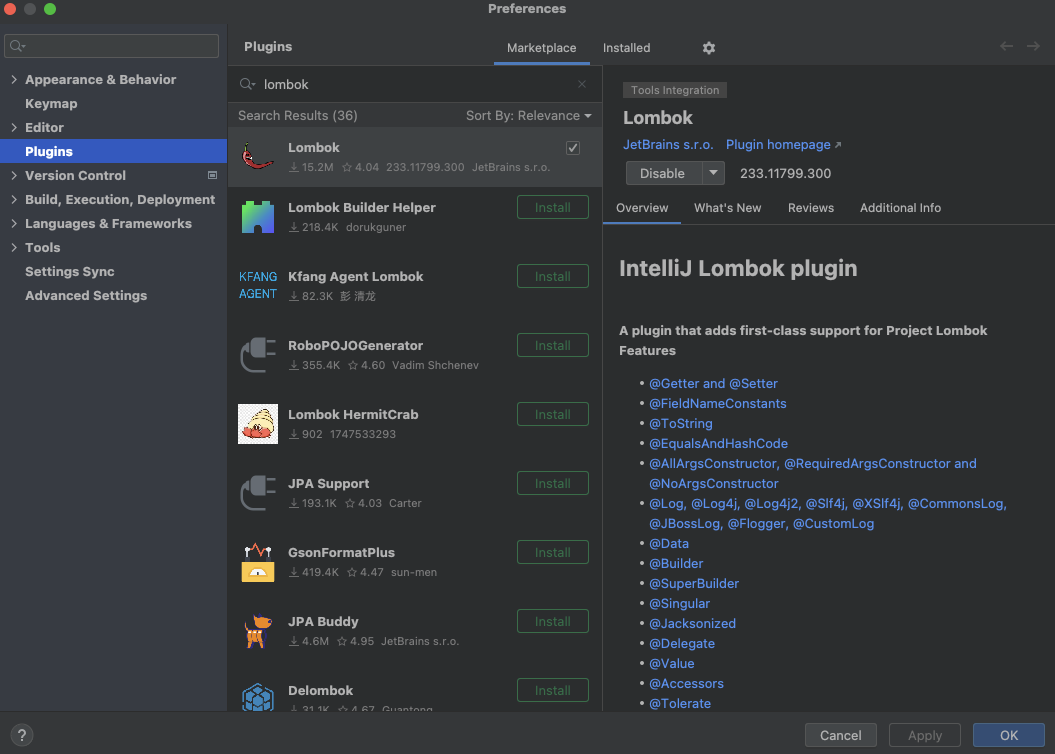 Preferences
Appearance & Behavior
Keymap
Editor
Plugins
Version Control
Build, Execution, Deployment
Languages & Frameworks
Tools
Settings Sync
Advanced Settings
Plugins
Marketplace
Installed
lombok
Search Results (36)
Sort By: Relevance
Lombok
15.2M 4.04 233.11799.300 JetBrains s.r.o.
Lombok Builder Helper
218.4K dorukguner
Install
KFANG
AGENT
Kfang Agent Lombok
82.3K 彭 清龙
Install
RoboPOJOGenerator
355.4K 4.60 Vadim Shchenev
Install
Lombok HermitCrab
902 1747533293
Install
JPA Support
193.1K 4.03 Carter
Install
GsonFormatPlus
419.4K 4.47 sun-men
Install
JPA Buddy
4.6M 4.95 JetBrains s.r.o.
Install
Delombok
31.1K 4.67 Guantong
Install
Tools Integration
Lombok
JetBrains s.r.o. Plugin homepage
Disable
233.11799.300
Overview
What's New
Reviews
Additional Info
IntelliJ Lombok plugin
A plugin that adds first-class support for Project Lombok
Features
• @Getter and @Setter
• @FieldNameConstants
• @ToString
• @EqualsAndHashCode
• @AllArgsConstructor, @RequiredArgsConstructor and
@NoArgsConstructor
• @Log, @Log4j, @Log4j2, @Slf4j, @XSlf4j, @CommonsLog,
@JBossLog, @Flogger, @CustomLog
• @Data
• @Builder
• @SuperBuilder
• @Singular
• @Jacksonized
• @Delegate
• @Value
• @Accessors
• @Tolerate
?
Cancel
Apply
OK